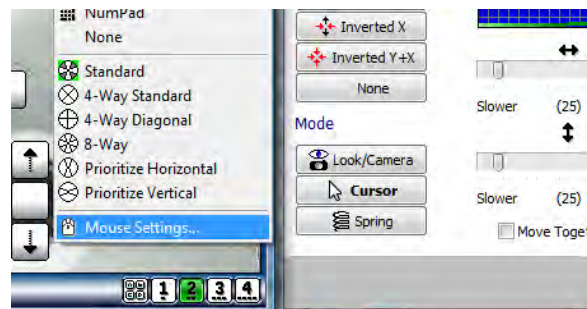 NumPad
None
Standard
4-Way Standard
4-Way Diagonal
8-Way
Prioritize Horizontal
Prioritize Vertical
Mouse Settings...
1 2 3 4
Inverted X
Inverted Y+X
None
Mode
Look/Camera
Cursor
Spring
Slower (25)
Slower (25)
Move Toge